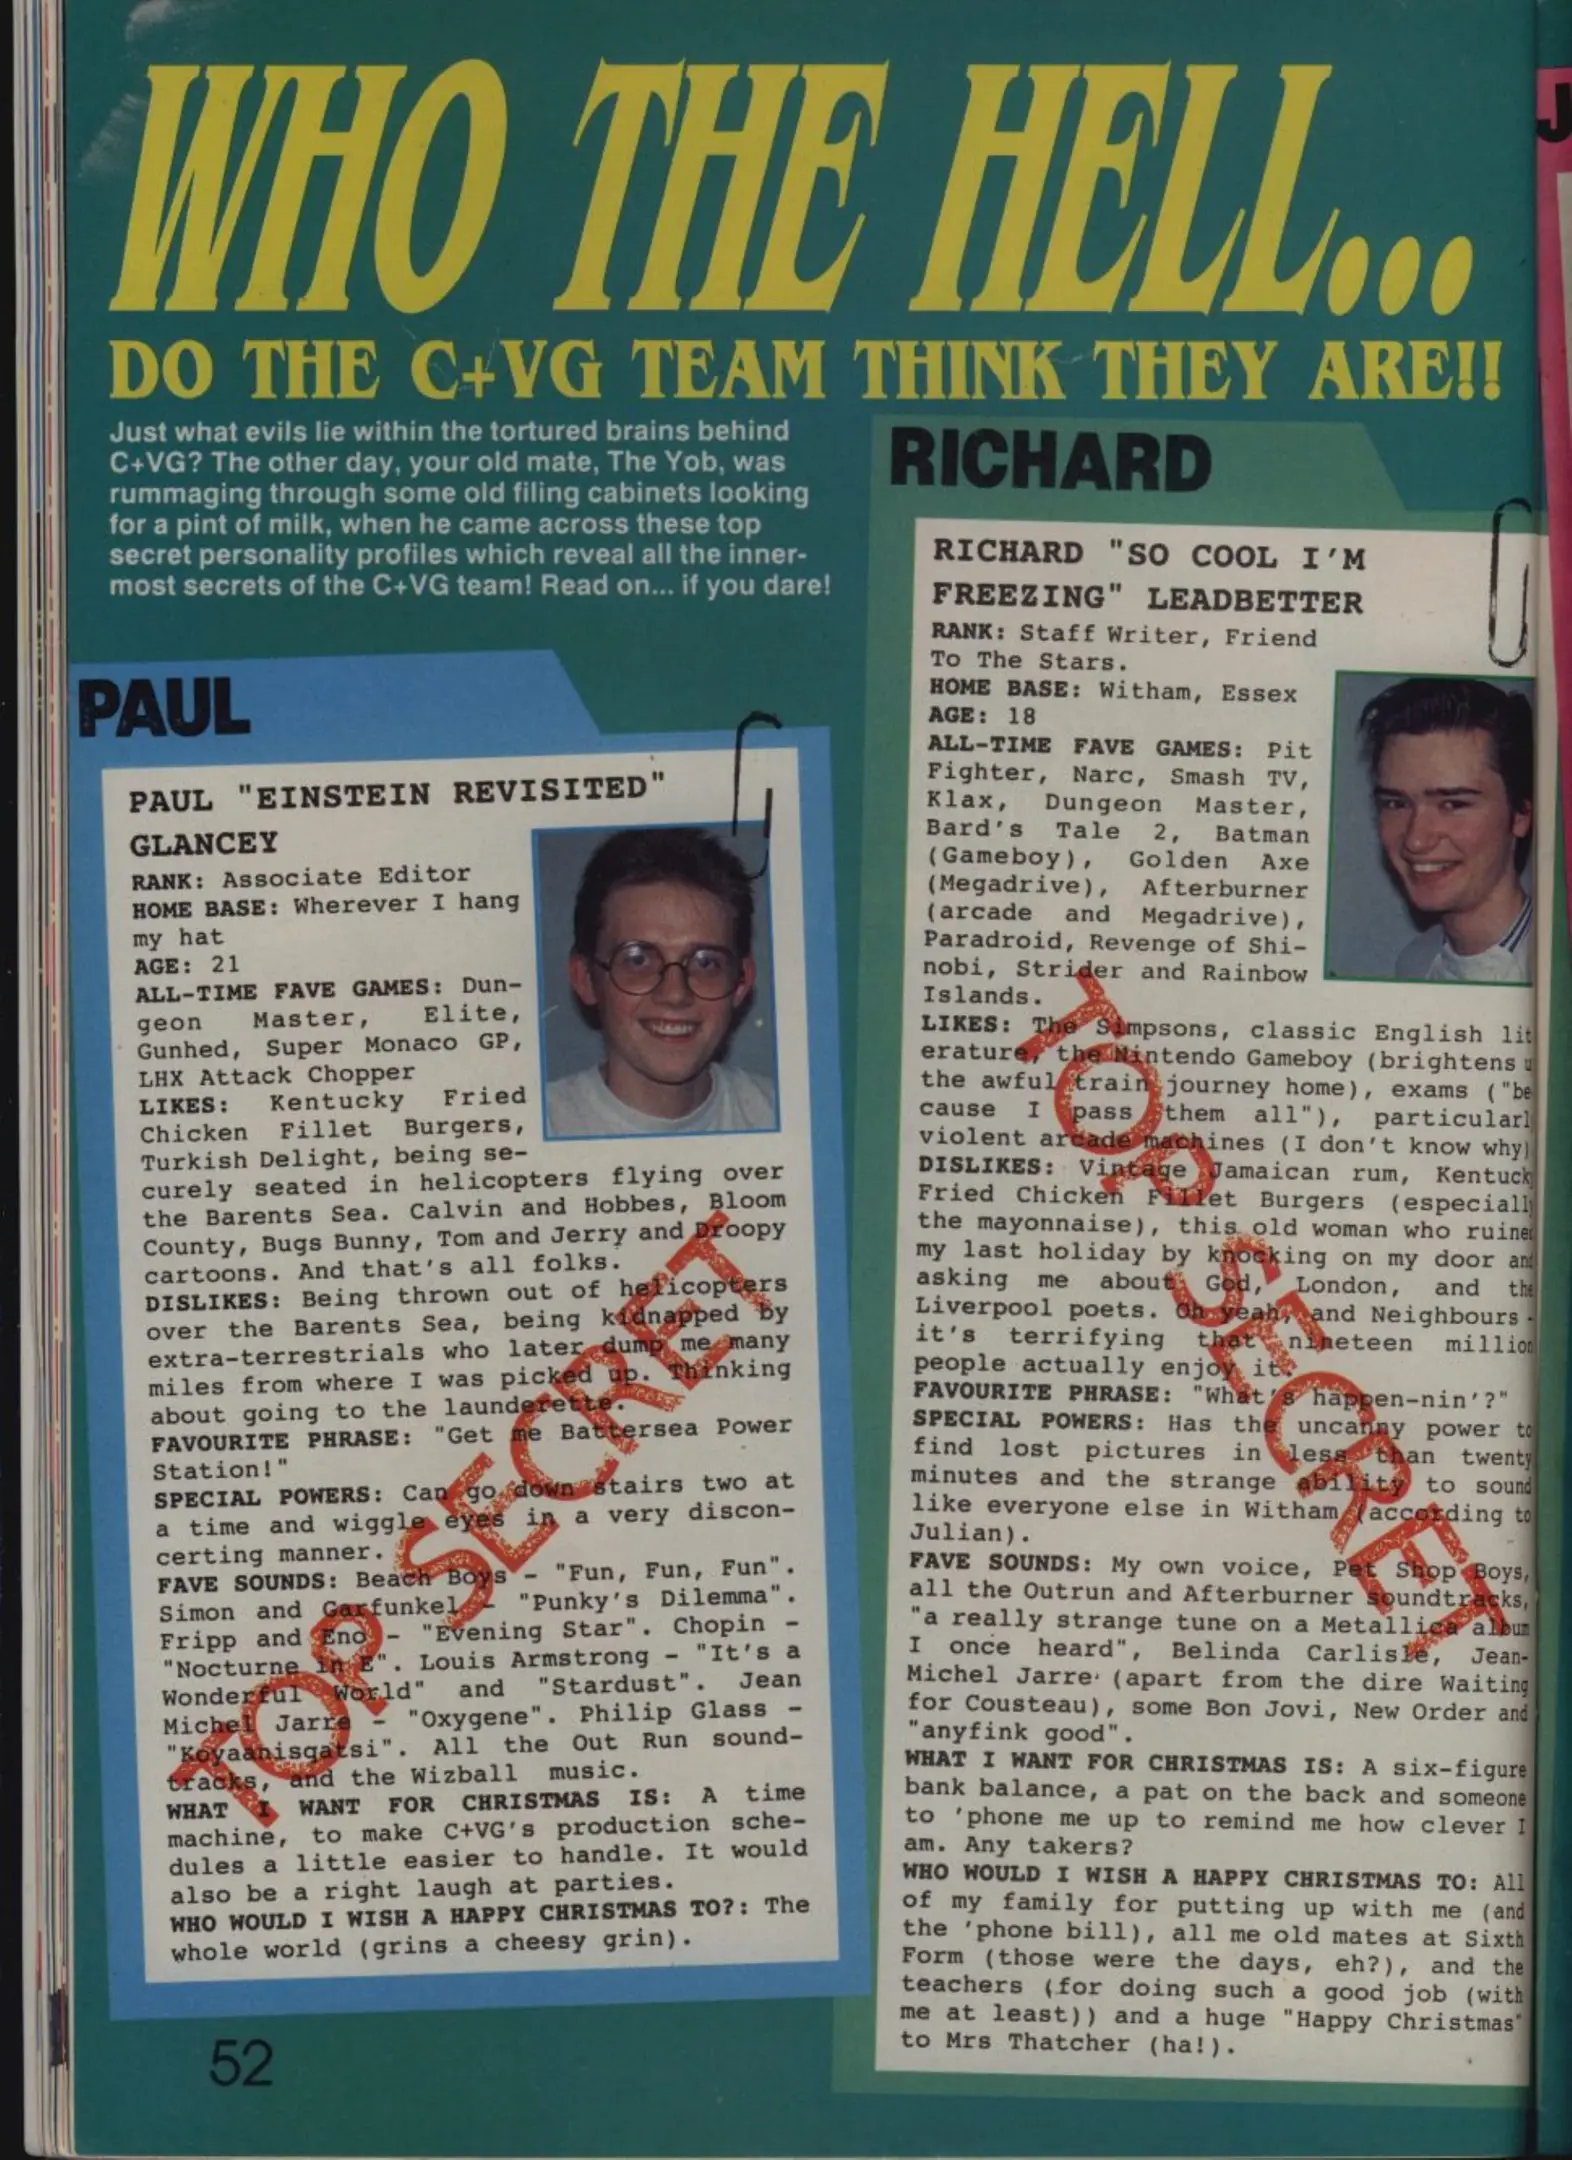 WHO THE HELL...
DO THE C+VG TEAM THINK THEY ARE!!
Just what evils lie within the tortured brains behind
C+VG? The other day, your old mate, The Yob, was
rummaging through some old filing cabinets looking
for a pint of milk, when he came across these top
secret personality profiles which reveal all the inner-
most secrets of the C+VG team! Read on... if you dare!
PAUL
PAUL "EINSTEIN REVISITED"
GLANCEY
RANK: Associate Editor
HOME BASE: Wherever I hang
my hat
AGE: 21
ALL-TIME FAVE GAMES: Dun-
geon Master, Elite,
Gunhed, Super Monaco GP,
LHX Attack Chopper
LIKES: Kentucky Fried
Chicken Fillet Burgers,
Turkish Delight, being se-
curely seated in helicopters flying over
the Barents Sea. Calvin and Hobbes, Bloom
County, Bugs Bunny, Tom and Jerry and Droopy
cartoons. And that's all folks.
DISLIKES: Being thrown out of helicopters
over the Barents Sea, being kidnapped by
extra-terrestrials who later dump me many
miles from where I was picked up. Thinking
about going to the launderette.
FAVOURITE PHRASE: "Get me Battersea Power
Station!"
SPECIAL POWERS: Can go down stairs two at
a time and wiggle eyes in a very discon-
certing manner.
FAVE SOUNDS: Beach Boys - "Fun, Fun, Fun".
Simon and Garfunkel - "Punky's Dilemma".
Fripp and Eno - "Evening Star". Chopin -
"Nocturne in E". Louis Armstrong - "It's a
Wonderful World" and "Stardust". Jean
Michel Jarre - "Oxygene". Philip Glass -
"Koyaanisqatsi". All the Out Run sound-
tracks, and the Wizball music.
WHAT I WANT FOR CHRISTMAS IS: A time
machine, to make C+VG's production sche-
dules a little easier to handle. It would
also be a right laugh at parties.
WHO WOULD I WISH A HAPPY CHRISTMAS TO?: The
whole world (grins a cheesy grin).
TOP SECRET
52
RICHARD
RICHARD "SO COOL I'M
FREEZING" LEADBETTER
RANK: Staff Writer, Friend
To The Stars.
HOME BASE: Witham, Essex
AGE: 18
ALL-TIME FAVE GAMES: Pit
Fighter, Narc, Smash TV,
Klax, Dungeon Master,
Bard's Tale 2, Batman
(Gameboy), Golden Axe
(Megadrive), Afterburner
(arcade and Megadrive),
Paradroid, Revenge of Shi-
nobi, Strider and Rainbow
Islands.
LIKES: The Simpsons, classic English lit
erature, the Nintendo Gameboy (brightens u
the awful train journey home), exams ("be
cause I pass them all"), particularl
violent arcade machines (I don't know why)
DISLIKES: Vintage Jamaican rum, Kentuck
Fried Chicken Fillet Burgers (especiall
the mayonnaise), this old woman who ruined
my last holiday by knocking on my door and
asking me about God, London, and the
Liverpool poets. Oh yeah, and Neighbours -
it's terrifying that nineteen million
people actually enjoy it.
FAVOURITE PHRASE: "What's happen-nin'?"
SPECIAL POWERS: Has the uncanny power to
find lost pictures in less than twenty
minutes and the strange ability to sound
like everyone else in Witham (according to
Julian).
FAVE SOUNDS: My own voice, Pet Shop Boys,
all the Outrun and Afterburner soundtracks,
"a really strange tune on a Metallica album
I once heard", Belinda Carlisle, Jean-
Michel Jarre (apart from the dire Waiting
for Cousteau), some Bon Jovi, New Order and
"anyfink good".
WHAT I WANT FOR CHRISTMAS IS: A six-figure
bank balance, a pat on the back and someone
to 'phone me up to remind me how clever I
am. Any takers?
WHO WOULD I WISH A HAPPY CHRISTMAS TO: All
of my family for putting up with me (and
the 'phone bill), all me old mates at Sixth
Form (those were the days, eh?), and the
teachers (for doing such a good job (with
me at least)) and a huge "Happy Christmas"
to Mrs Thatcher (ha!).
TOP SECRET
J